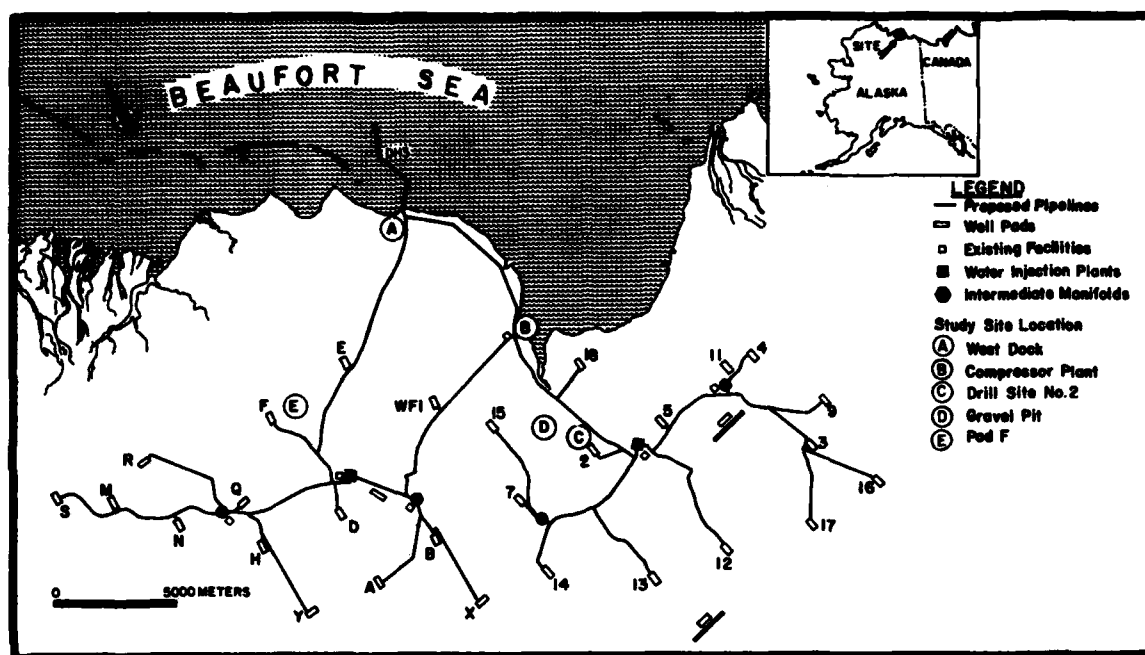 BEAUFORT SEA
SITE
CANADA
ALASKA
DH3
LEGEND
Proposed Pipelines
Well Pads
Existing Facilities
Water Injection Plants
Intermediate Manifolds
Study Site Location
A West Dock
B Compressor Plant
C Drill Site No.2
D Gravel Pit
E Pad F
A
B
E
18
11
4
F
E
WF1
15
D
C
5
9
2
3
R
Q
7
16
S
M
N
D
H
B
17
12
14
13
A
X
Y
0 5000 METERS